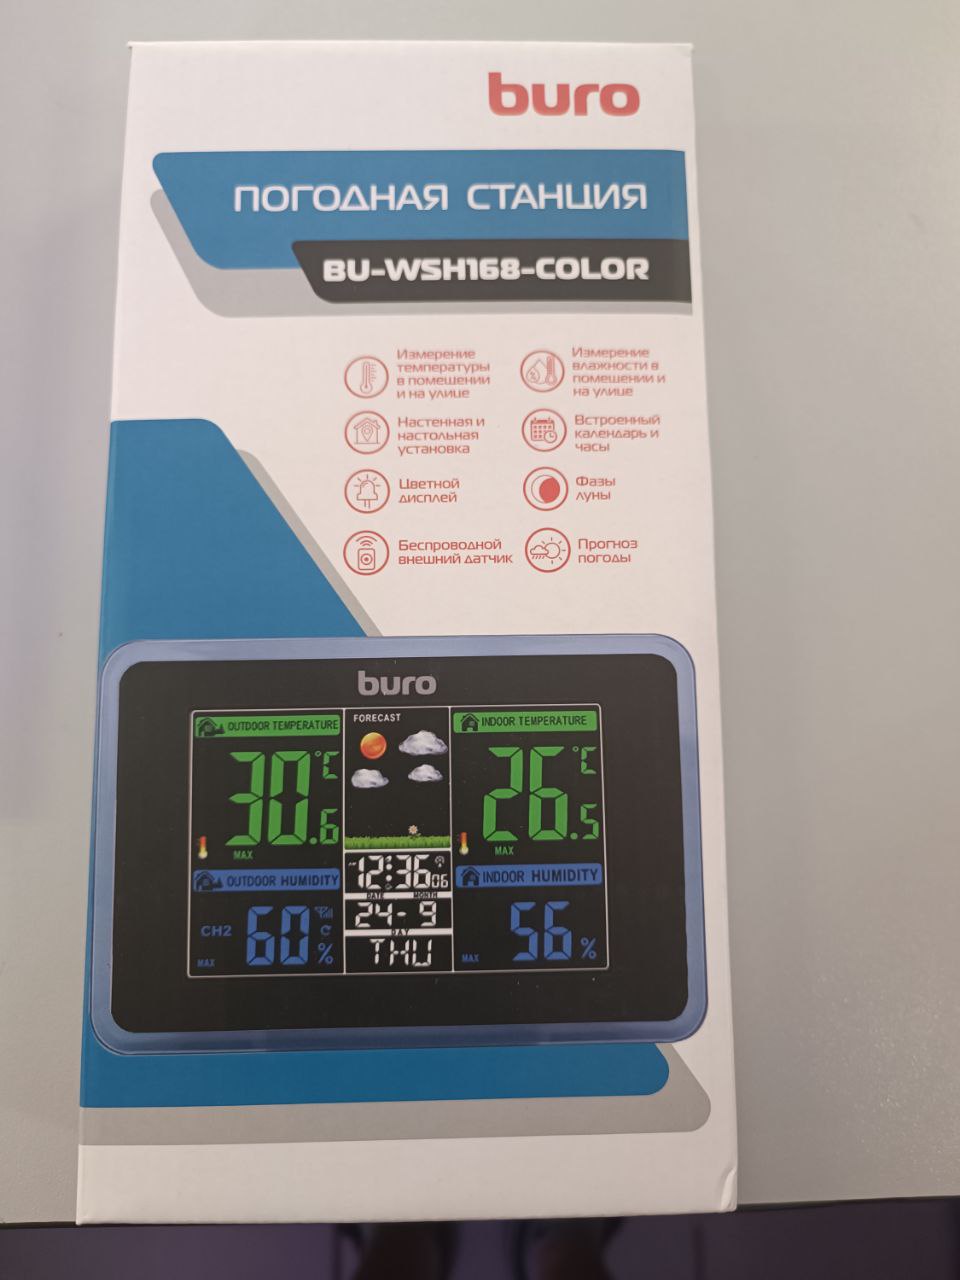 buro
ПОГОДНАЯ СТАНЦИЯ
BU-WSH168-COLOR
Измерение
температуры
в помещении
и на улице
Измерение
влажности в
помещении и
на улице
Настенная и
настольная
установка
Встроенный
календарь и
часы
Цветной
дисплей
Фазы
луны
Беспроводной
внешний датчик
Прогноз
погоды
buro
OUTDOOR TEMPERATURE
30.6 °C
MAX
OUTDOOR HUMIDITY
CH2 60 %
MAX
FORECAST
12:36 06
DATE MONTH
24- 9
DAY
THU
INDOOR TEMPERATURE
26.5 °C
MAX
INDOOR HUMIDITY
56 %
MAX